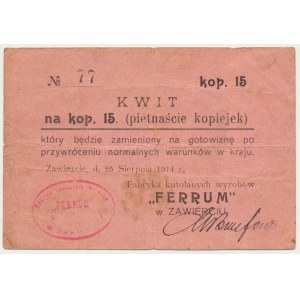 № 77 kop. 15
KWIT
na kop. 15. (piętnaście kopiejek)
który będzie zamieniony na gotowiznę po
przywróceniu normalnych warunków w kraju.
Zawiercie, d. 25 Sierpnia 1914 r.
Fabryka kutolanych wyrobów
"FERRUM"
w ZAWIERCIU.
FERRUM